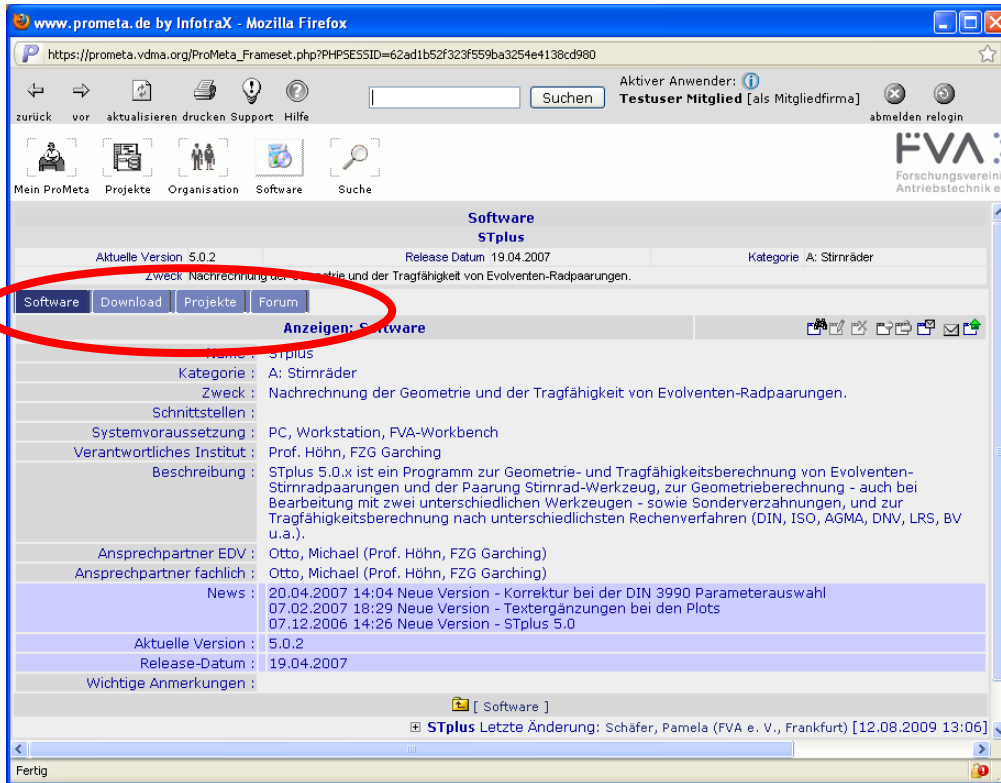 www.prometa.de by InfotraX - Mozilla Firefox
https://prometa.vdma.org/ProMeta_Frameset.php?PHPSESSID=62ad1b52f323f559ba3254e4138cd980
Suchen
Aktiver Anwender:
Testuser Mitglied [als Mitgliedfirma]
zurück vor aktualisieren drucken Support Hilfe
abmelden relogin
Mein ProMeta Projekte Organisation Software Suche
FVA
Forschungsverein
Antriebstechnik e
Software
STplus
Aktuelle Version 5.0.2 Release Datum 19.04.2007 Kategorie A: Stirnräder
Zweck Nachrechnung der Geometrie und der Tragfähigkeit von Evolventen-Radpaarungen.
Software Download Projekte Forum
Anzeigen: Software
Name : STplus
Kategorie : A: Stirnräder
Zweck : Nachrechnung der Geometrie und der Tragfähigkeit von Evolventen-Radpaarungen.
Schnittstellen :
Systemvoraussetzung : PC, Workstation, FVA-Workbench
Verantwortliches Institut : Prof. Höhn, FZG Garching
Beschreibung : STplus 5.0.x ist ein Programm zur Geometrie- und Tragfähigkeitsberechnung von Evolventen-
Stirnradpaarungen und der Paarung Stirnrad-Werkzeug, zur Geometrieberechnung - auch bei
Bearbeitung mit zwei unterschiedlichen Werkzeugen - sowie Sonderverzahnungen, und zur
Tragfähigkeitsberechnung nach unterschiedlichsten Rechenverfahren (DIN, ISO, AGMA, DNV, LRS, BV
u.a.).
Ansprechpartner EDV : Otto, Michael (Prof. Höhn, FZG Garching)
Ansprechpartner fachlich : Otto, Michael (Prof. Höhn, FZG Garching)
News : 20.04.2007 14:04 Neue Version - Korrektur bei der DIN 3990 Parameterauswahl
07.02.2007 18:29 Neue Version - Textergänzungen bei den Plots
07.12.2006 14:26 Neue Version - STplus 5.0
Aktuelle Version : 5.0.2
Release-Datum : 19.04.2007
Wichtige Anmerkungen :
[ Software ]
STplus Letzte Änderung: Schäfer, Pamela (FVA e. V., Frankfurt) [12.08.2009 13:06]
Fertig